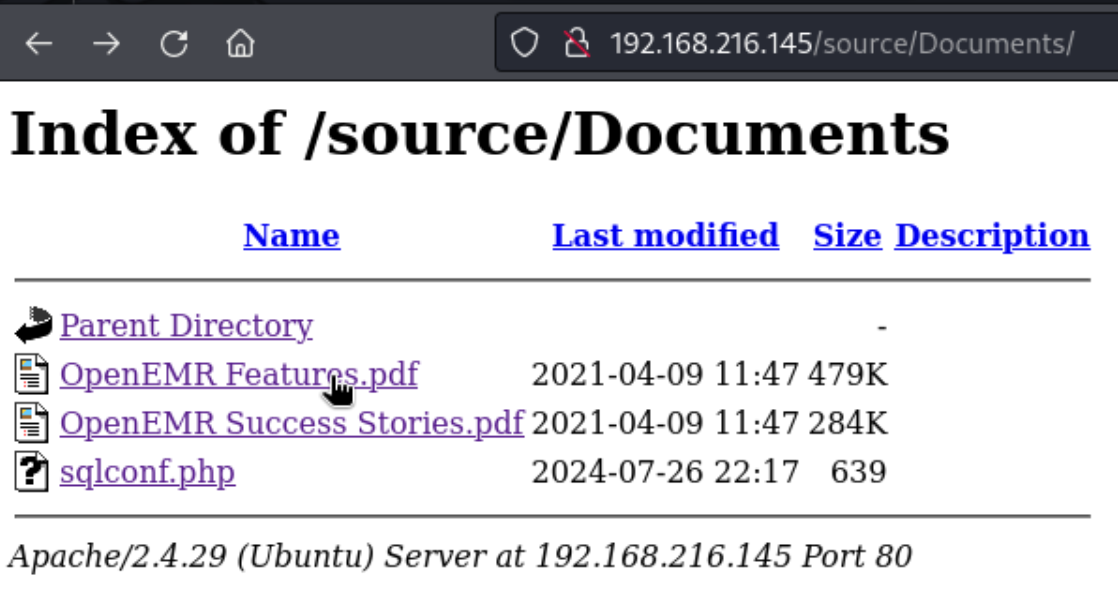 192.168.216.145/source/Documents/
Index of /source/Documents
Name Last modified Size Description
Parent Directory -
OpenEMR Features.pdf 2021-04-09 11:47 479K
OpenEMR Success Stories.pdf 2021-04-09 11:47 284K
sqlconf.php 2024-07-26 22:17 639
Apache/2.4.29 (Ubuntu) Server at 192.168.216.145 Port 80